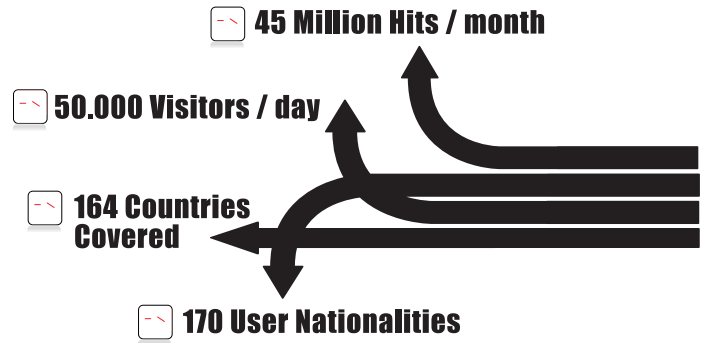 45 Million Hits / month
50.000 Visitors / day
164 Countries
Covered
170 User Nationalities